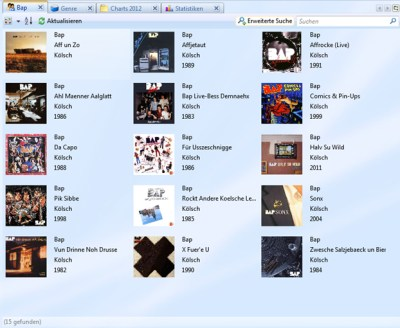 Bap
Genre
Charts 2012
Statistiken
Aktualisieren
Erweiterte Suche
Suchen
Bap
Aff un Zo
Kölsch
2001
Bap
Affjetaut
Kölsch
1989
Bap
Affrocke (Live)
Kölsch
1991
Bap
Ahl Maenner Aalglatt
Kölsch
1986
Bap
Bap Live-Bess Demnaehx
Kölsch
1983
Bap
Comics & Pin-Ups
Kölsch
1999
Bap
Da Capo
Kölsch
1988
Bap
Für Usszeschnigge
Kölsch
Bap
Halv Su Wild
Kölsch
2011
Bap
Pik Sibbe
Kölsch
1998
Bap
Rockt Andere Koelsche Le...
Kölsch
1985
Bap
Sonx
Kölsch
2004
Bap
Vun Drinne Noh Drusse
Kölsch
1982
Bap
X Fuer'e U
Kölsch
1990
Bap
Zwesche Salzjebaeck un Bier
Kölsch
1984
(15 gefunden)